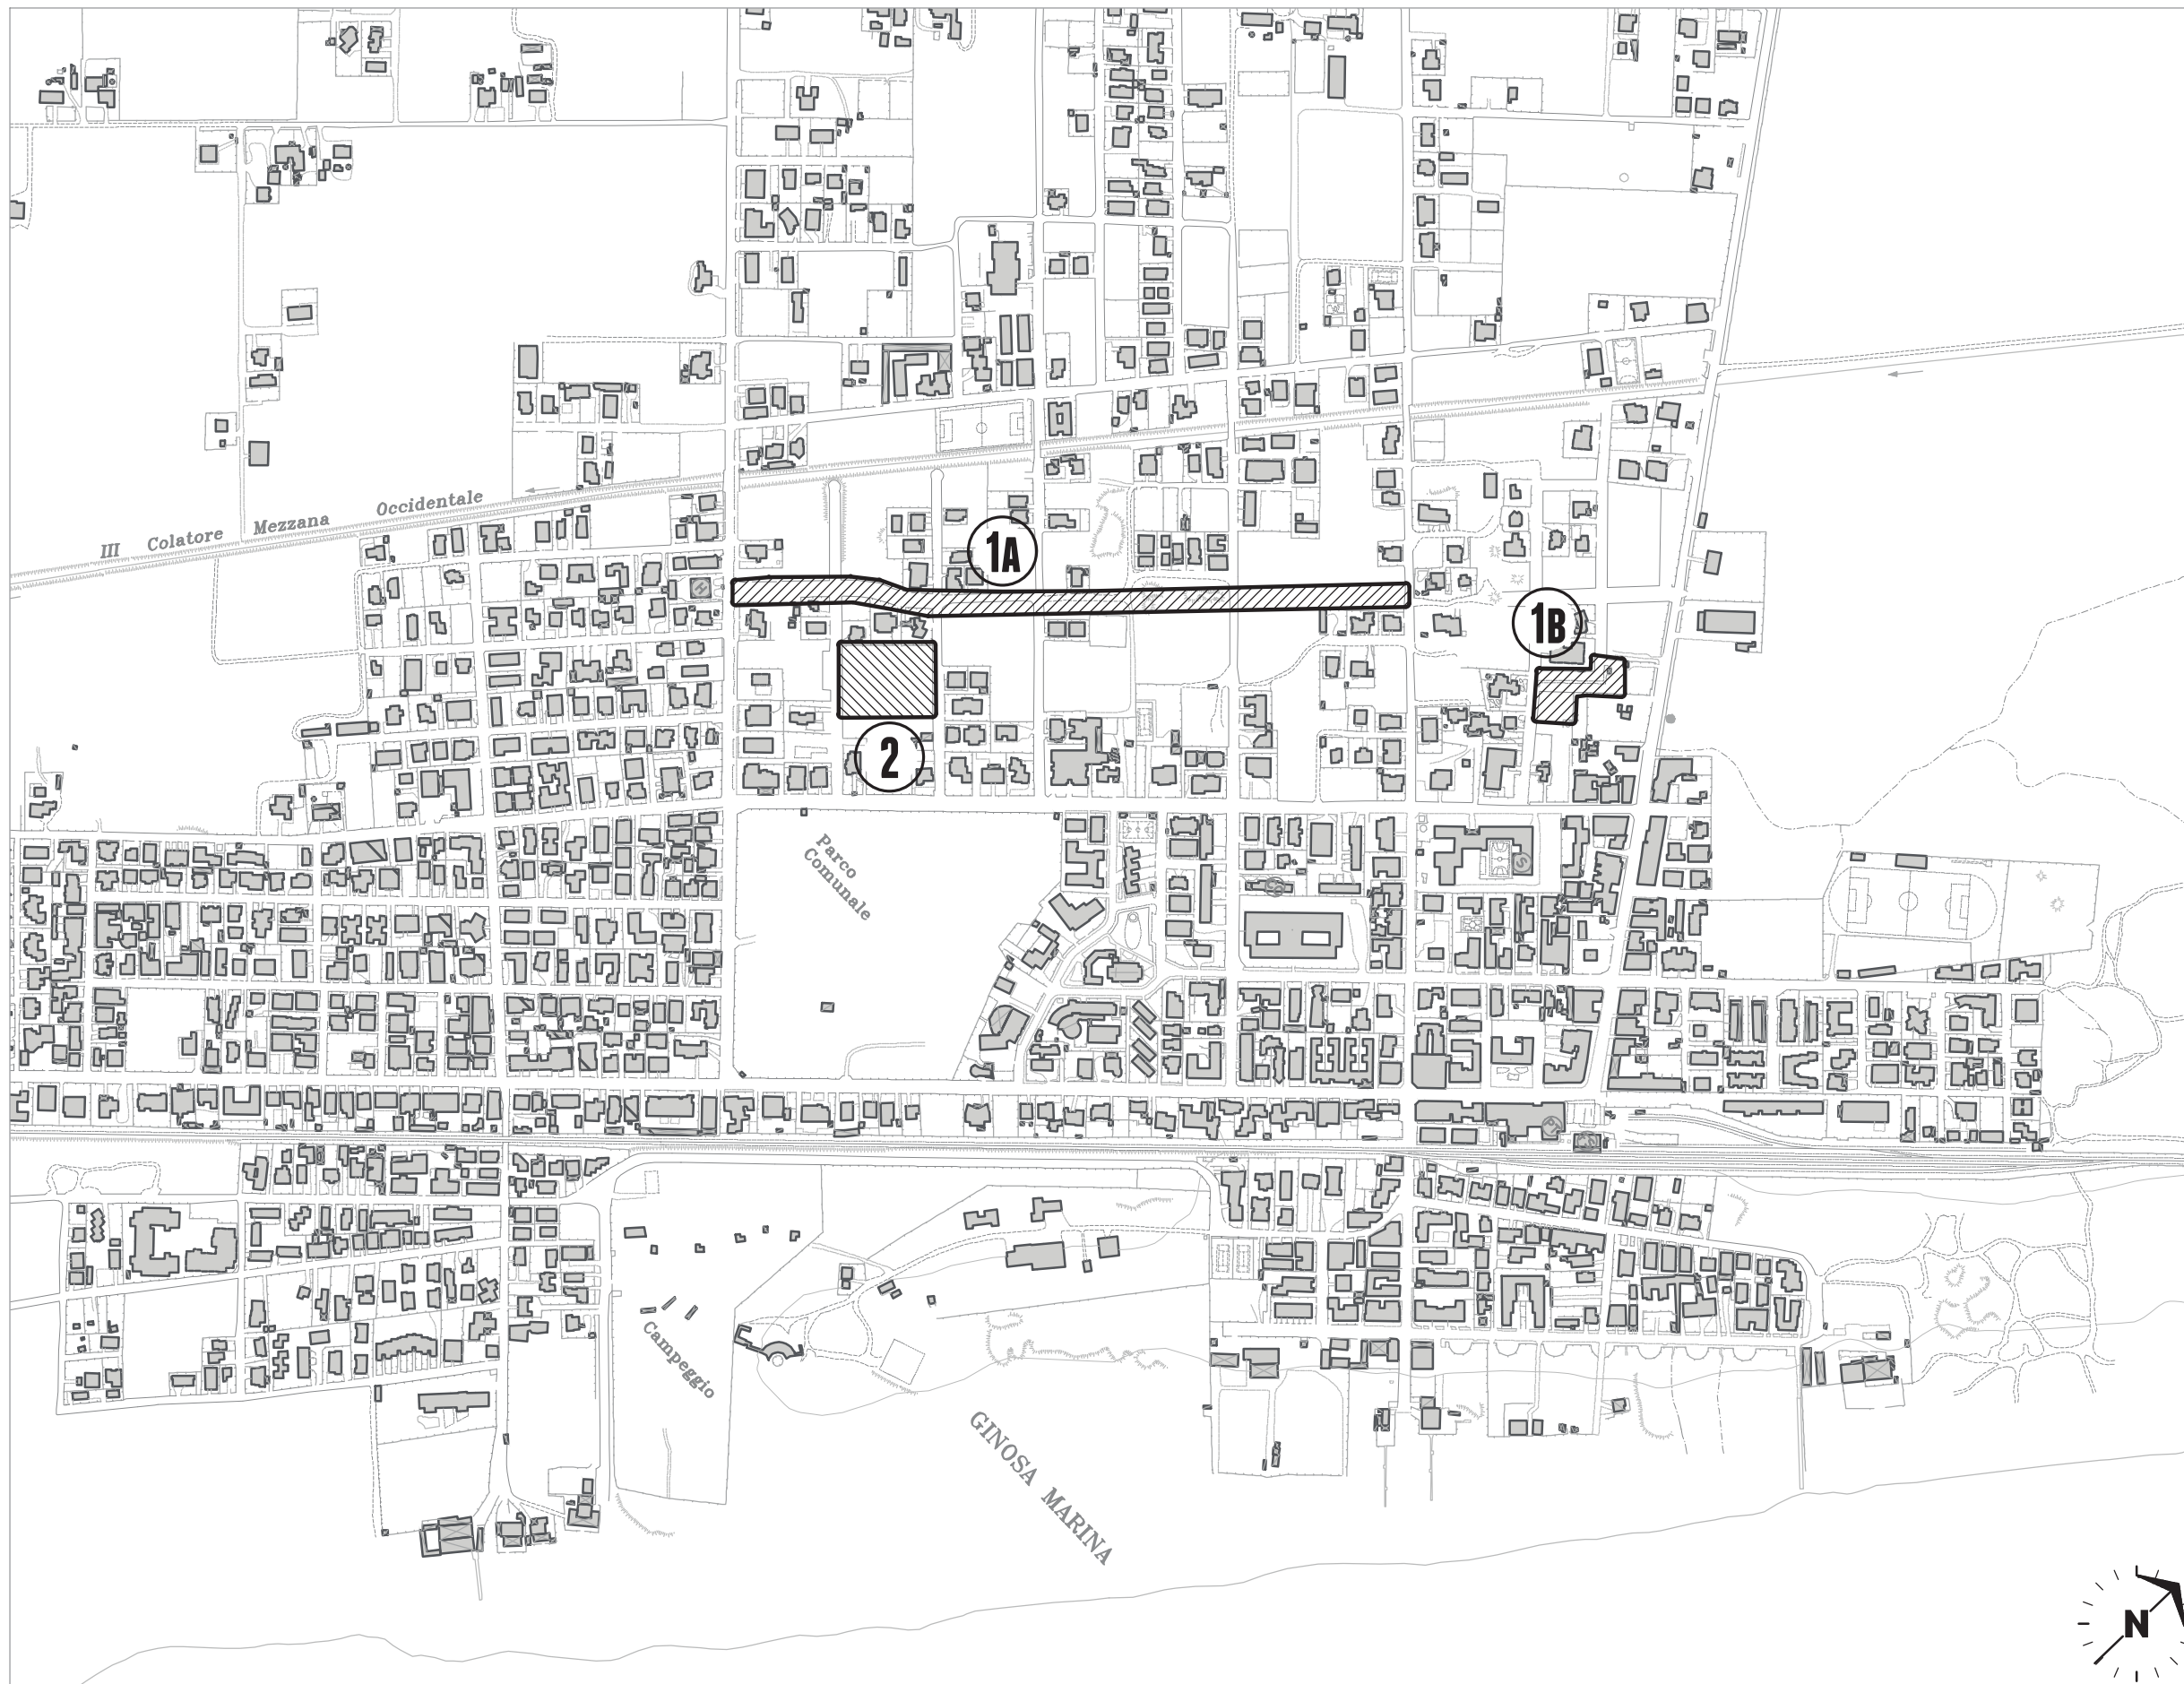 III Colatore Mezzana Occidentale
1A
1B
2
Parco
Comunale
Campeggio
GINOSA MARINA
N